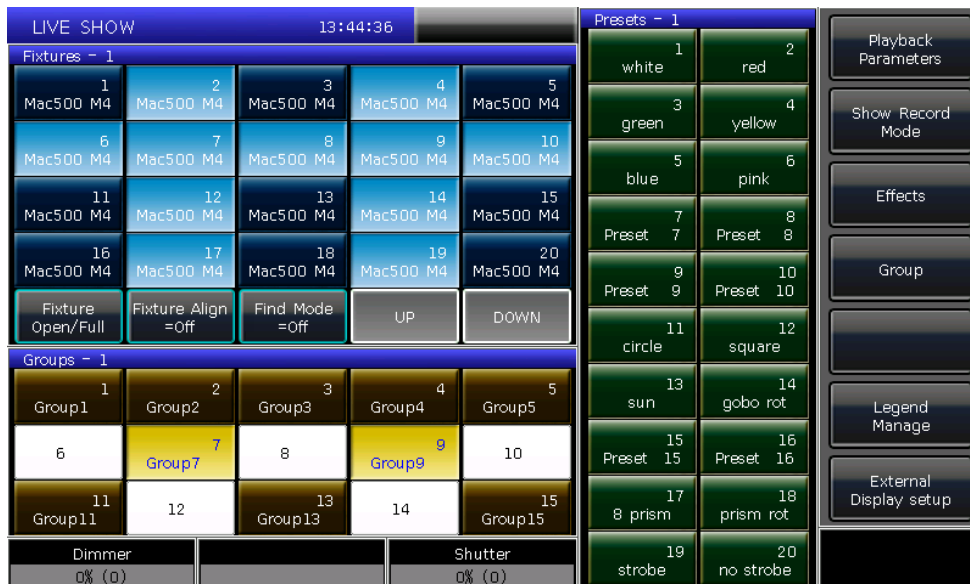 LIVE SHOW 13:44:36
Fixtures - 1
1 2 3 4 5
Mac500 M4 Mac500 M4 Mac500 M4 Mac500 M4 Mac500 M4
6 7 8 9 10
Mac500 M4 Mac500 M4 Mac500 M4 Mac500 M4 Mac500 M4
11 12 13 14 15
Mac500 M4 Mac500 M4 Mac500 M4 Mac500 M4 Mac500 M4
16 17 18 19 20
Mac500 M4 Mac500 M4 Mac500 M4 Mac500 M4 Mac500 M4
Fixture Fixture Align Find Mode UP DOWN
Open/Full =Off =Off
Groups - 1
1 2 3 4 5
Group1 Group2 Group3 Group4 Group5
6 7 8 9 10
Group7 Group9
11 12 13 14 15
Group11 Group13 Group15
Dimmer Shutter
0% (0) 0% (0)
Presets - 1
1 2
white red
3 4
green yellow
5 6
blue pink
7 8
Preset 7 Preset 8
9 10
Preset 9 Preset 10
11 12
circle square
13 14
sun gobo rot
15 16
Preset 15 Preset 16
17 18
8 prism prism rot
19 20
strobe no strobe
Playback
Parameters
Show Record
Mode
Effects
Group
Legend
Manage
External
Display setup